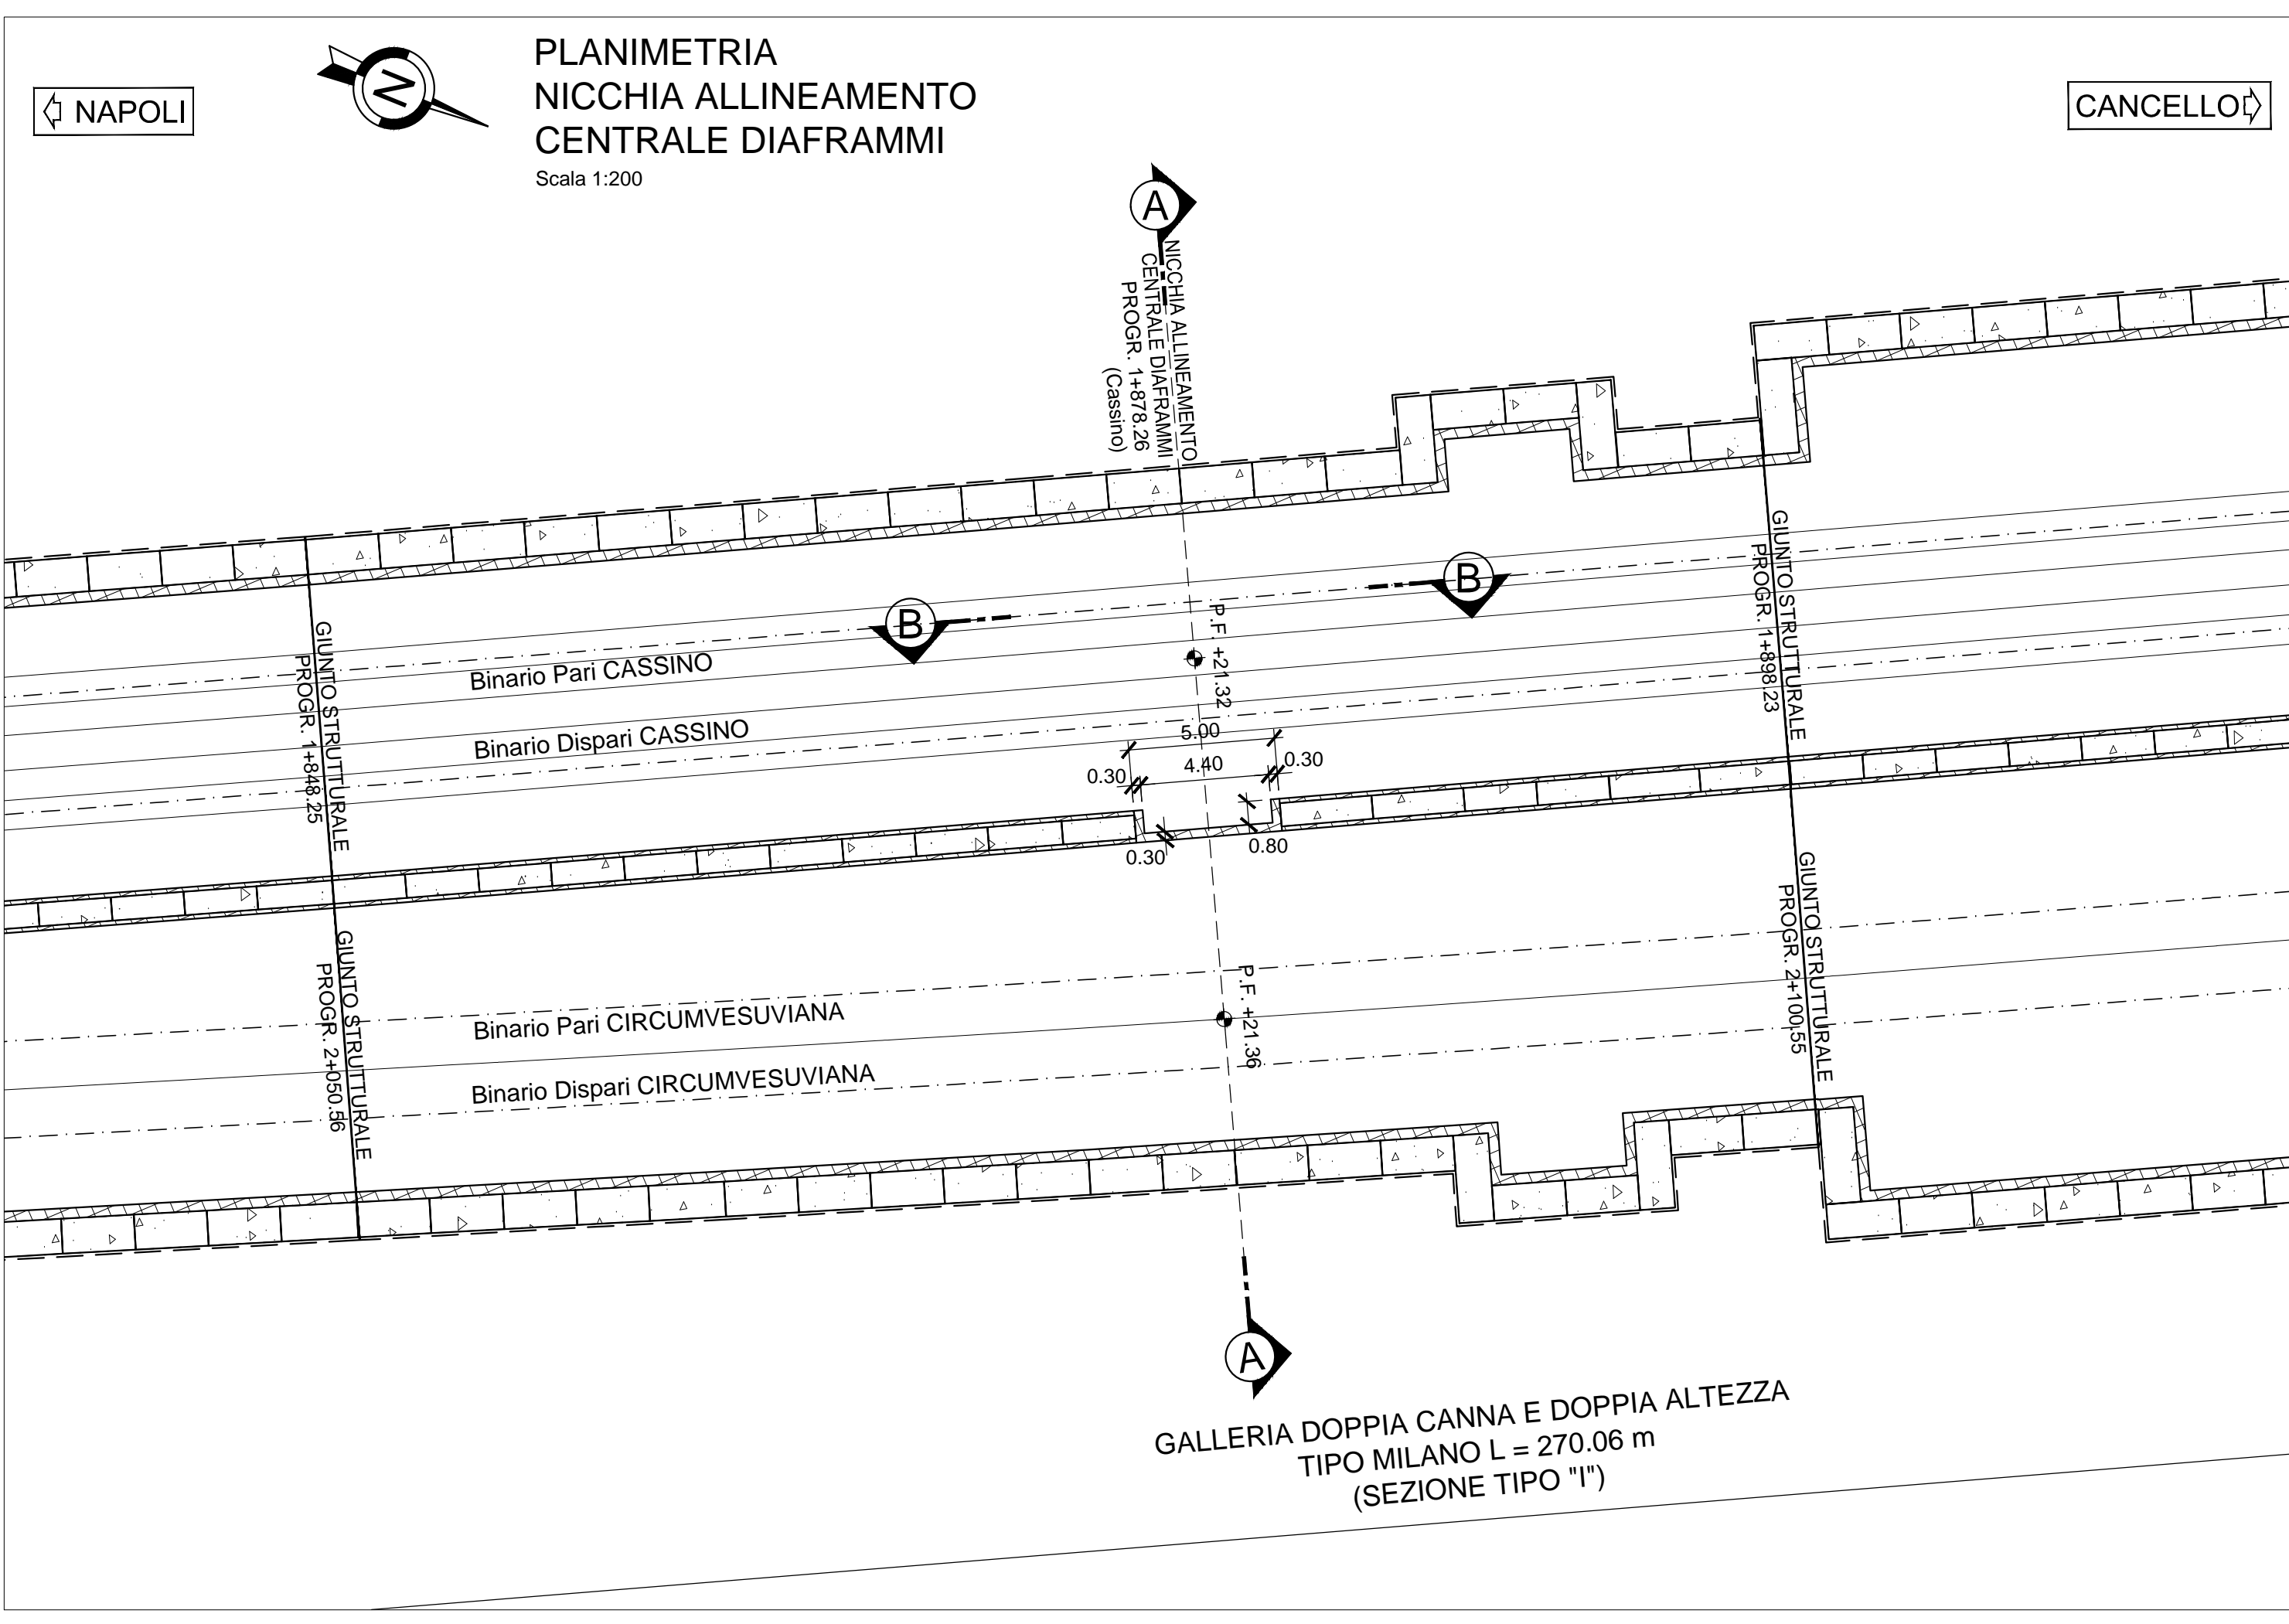 NAPOLI
N
PLANIMETRIA
NICCHIA ALLINEAMENTO
CENTRALE DIAFRAMMI
Scala 1:200
CANCELLO
A
NICCHIA ALLINEAMENTO
CENTRALE DIAFRAMMI
PROGR. 1+878.26
(Cassino)
B
B
GIUNTO STRUTTURALE
PROGR. 1+848.25
GIUNTO STRUTTURALE
PROGR. 1+898.23
Binario Pari CASSINO
Binario Dispari CASSINO
P.F. +21.32
5.00
0.30
4.40
0.30
0.30
0.80
GIUNTO STRUTTURALE
PROGR. 2+050.56
GIUNTO STRUTTURALE
PROGR. 2+100.55
Binario Pari CIRCUMVESUVIANA
Binario Dispari CIRCUMVESUVIANA
P.F. +21.36
A
GALLERIA DOPPIA CANNA E DOPPIA ALTEZZA
TIPO MILANO L = 270.06 m
(SEZIONE TIPO "I")